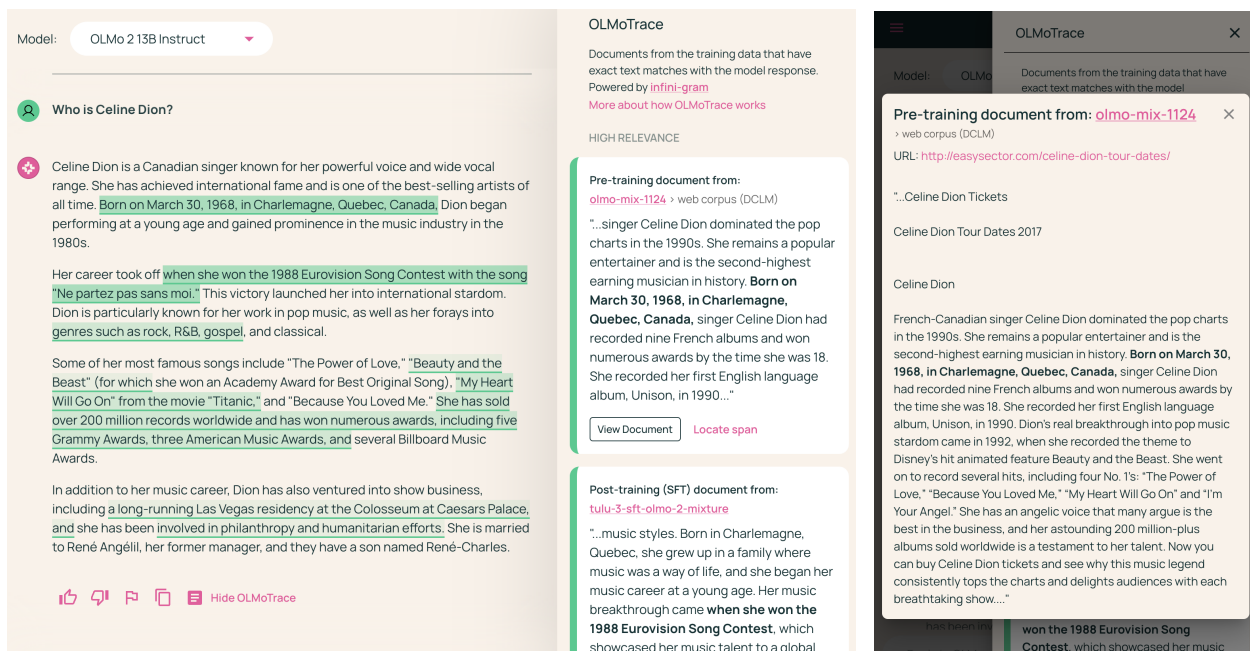 Model:
OLMo 2 13B Instruct
Who is Celine Dion?
Celine Dion is a Canadian singer known for her powerful voice and wide vocal
range. She has achieved international fame and is one of the best-selling artists of
all time. Born on March 30, 1968, in Charlemagne, Quebec, Canada, Dion began
performing at a young age and gained prominence in the music industry in the
1980s.
Her career took off when she won the 1988 Eurovision Song Contest with the song
"Ne partez pas sans moi." This victory launched her into international stardom.
Dion is particularly known for her work in pop music, as well as her forays into
genres such as rock, R&B, gospel, and classical.
Some of her most famous songs include "The Power of Love," "Beauty and the
Beast" (for which she won an Academy Award for Best Original Song), "My Heart
Will Go On" from the movie "Titanic," and "Because You Loved Me." She has sold
over 200 million records worldwide and has won numerous awards, including five
Grammy Awards, three American Music Awards, and several Billboard Music
Awards.
In addition to her music career, Dion has also ventured into show business,
including a long-running Las Vegas residency at the Colosseum at Caesars Palace,
and she has been involved in philanthropy and humanitarian efforts. She is married
to René Angélil, her former manager, and they have a son named René-Charles.
Hide OLMoTrace
OLMoTrace
Documents from the training data that have
exact text matches with the model response.
Powered by infini-gram
More about how OLMoTrace works
HIGH RELEVANCE
Pre-training document from:
olmo-mix-1124 > web corpus (DCLM)
"...singer Celine Dion dominated the pop
charts in the 1990s. She remains a popular
entertainer and is the second-highest
earning musician in history. Born on
March 30, 1968, in Charlemagne,
Quebec, Canada, singer Celine Dion had
recorded nine French albums and won
numerous awards by the time she was 18.
She recorded her first English language
album, Unison, in 1990..."
View Document
Locate span
Post-training (SFT) document from:
tulu-3-sft-olmo-2-mixture
"...music styles. Born in Charlemagne,
Quebec, she grew up in a family where
music was a way of life, and she began her
music career at a young age. Her music
breakthrough came when she won the
1988 Eurovision Song Contest, which
showcased her music talent to a global
OLMoTrace
Model:
OLMo
Documents from the training data that have
exact text matches with the model
Pre-training document from: olmo-mix-1124
> web corpus (DCLM)
URL: http://easysector.com/celine-dion-tour-dates/
"...Celine Dion Tickets
Celine Dion Tour Dates 2017
Celine Dion
French-Canadian singer Celine Dion dominated the pop charts
in the 1990s. She remains a popular entertainer and is the
second-highest earning musician in history. Born on March 30,
1968, in Charlemagne, Quebec, Canada, singer Celine Dion
had recorded nine French albums and won numerous awards by
the time she was 18. She recorded her first English language
album, Unison, in 1990. Dion's real breakthrough into pop music
stardom came in 1992, when she recorded the theme to
Disney's hit animated feature Beauty and the Beast. She went
on to record several hits, including four No. 1's: “The Power of
Love,” “Because You Loved Me,” “My Heart Will Go On” and “I'm
Your Angel.” She has an angelic voice that many argue is the
best in the business, and her astounding 200 million-plus
albums sold worldwide is a testament to her talent. Now you
can buy Celine Dion tickets and see why this music legend
consistently tops the charts and delights audiences with each
breathtaking show...."
has been
won the 1988 Eurovision Song
Contest, which showcased her music